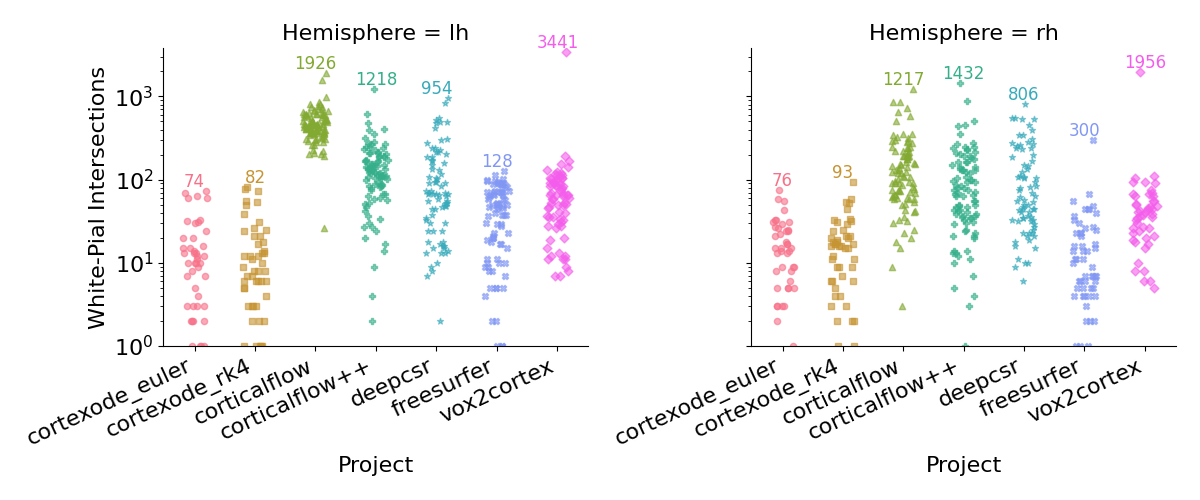 Hemisphere = lh
Hemisphere = rh
White-Pial Intersections
10³
10²
10¹
10⁰
74
82
1926
1218
954
128
3441
76
93
1217
1432
806
300
1956
cortexode_euler
cortexode_rk4
corticalflow
corticalflow++
deepcsr
freesurfer
vox2cortex
cortexode_euler
cortexode_rk4
corticalflow
corticalflow++
deepcsr
freesurfer
vox2cortex
Project
Project